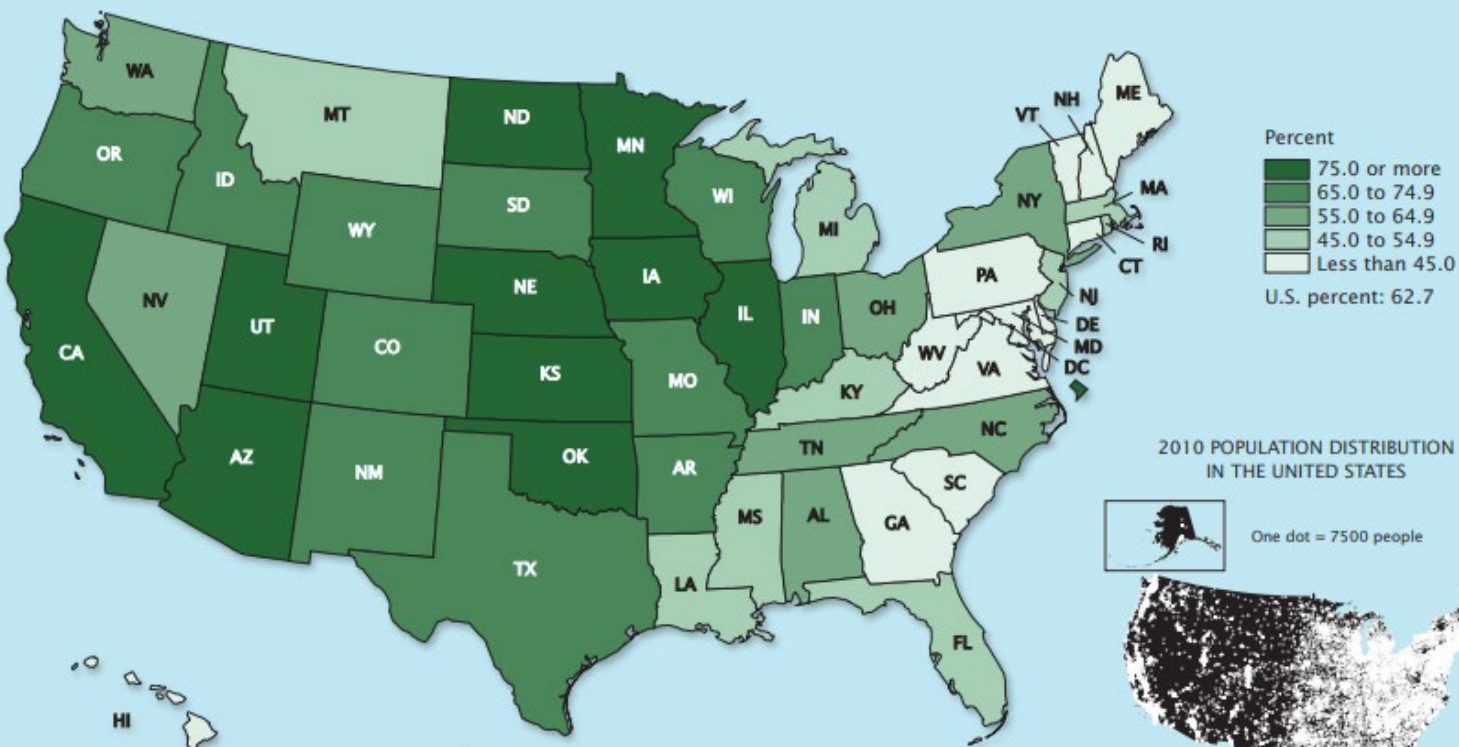 WA
MT
ND
MN
OR
ID
SD
WI
WY
MI
NY
VT
NH
ME
MA
RI
CT
NJ
PA
NE
IA
NV
UT
CO
IL
IN
OH
DE
MD
DC
WV
VA
CA
KS
MO
KY
AZ
NM
OK
AR
TN
NC
SC
MS
AL
GA
TX
LA
FL
HI
Percent
75.0 or more
65.0 to 74.9
55.0 to 64.9
45.0 to 54.9
Less than 45.0
U.S. percent: 62.7
2010 POPULATION DISTRIBUTION
IN THE UNITED STATES
One dot = 7500 people